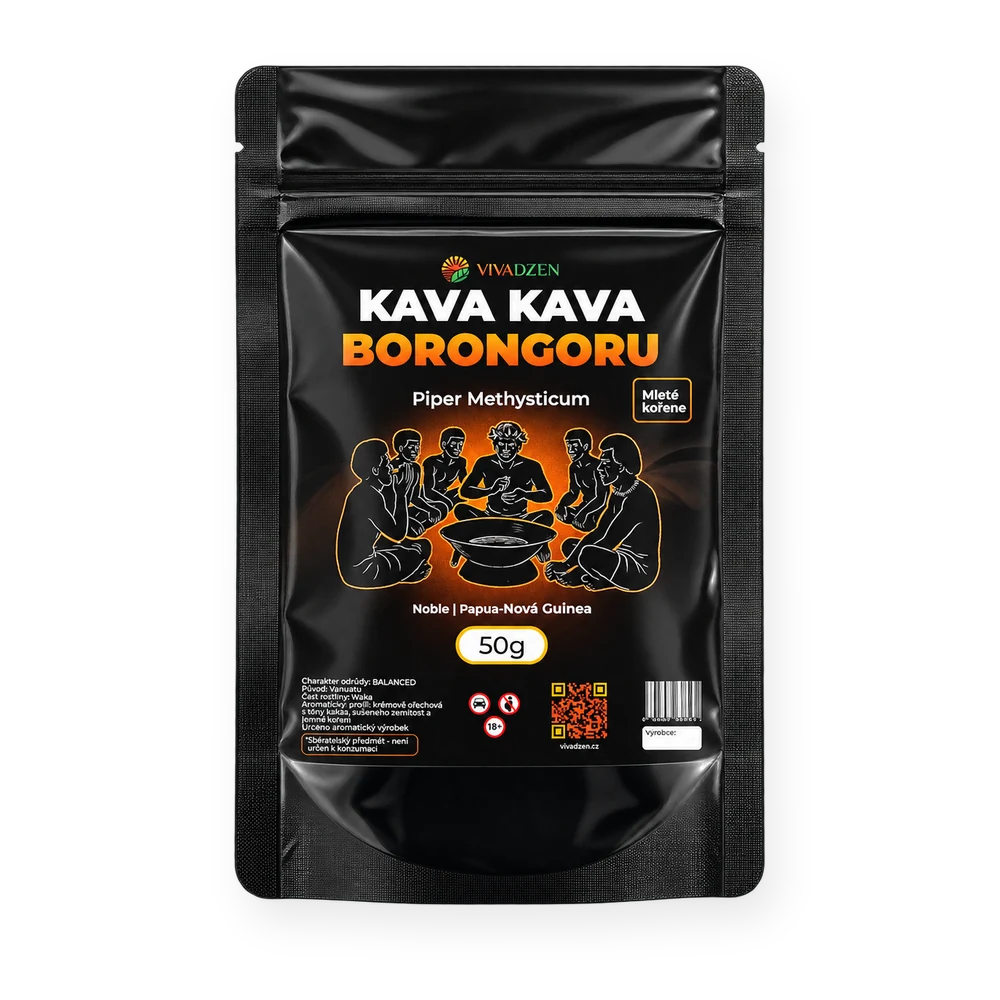 VIVADZEN
KAVA KAVA
BORONGORU
Piper Methysticum
Mleté
kořene
Noble | Papua-Nová Guinea
50g
Charakter odrůdy: BALANCED
Původ: Vanuatu
Část rostliny: Waka
Aromatický profil: krémově ořechová
s tóny kakaa, sušeného zemitost a
jemné koření
Určeno aromatický výrobek
*Sběratelský předmět - není
určen k konzumaci
18+
vivadzen.cz
Výrobce: